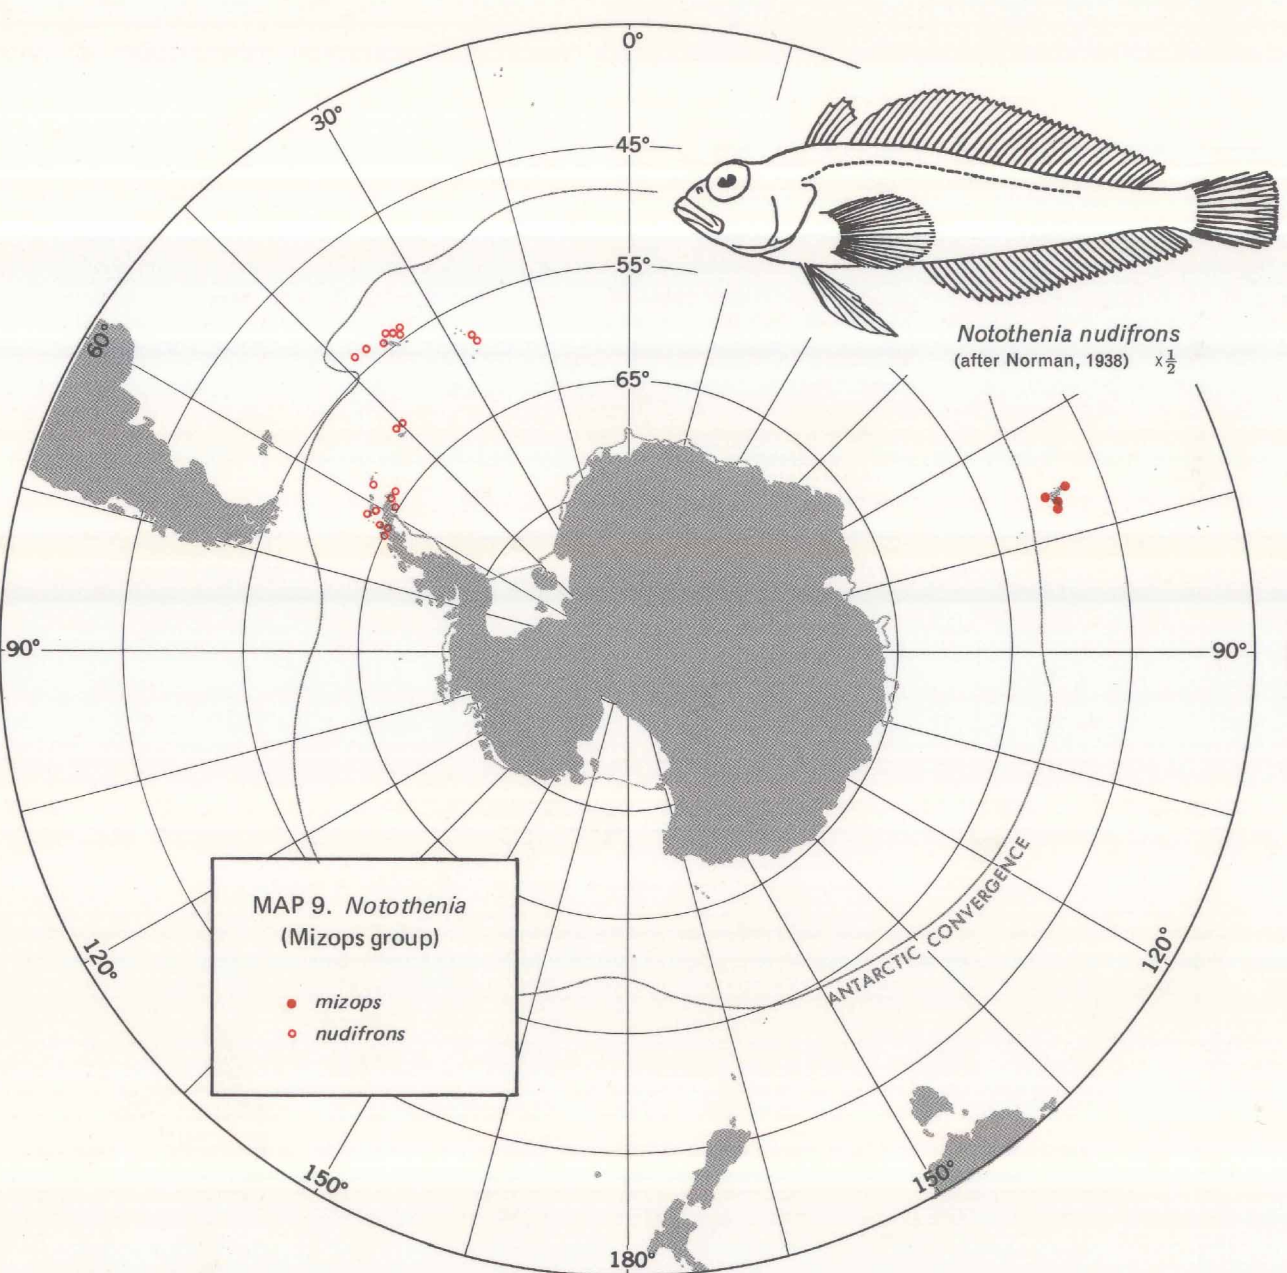 0°
30°
45°
55°
60°
65°
Notothenia nudifrons
(after Norman, 1938) x½
90°
90°
MAP 9. Notothenia
(Mizops group)
mizops
nudifrons
ANTARCTIC CONVERGENCE
120°
120°
150°
150°
180°